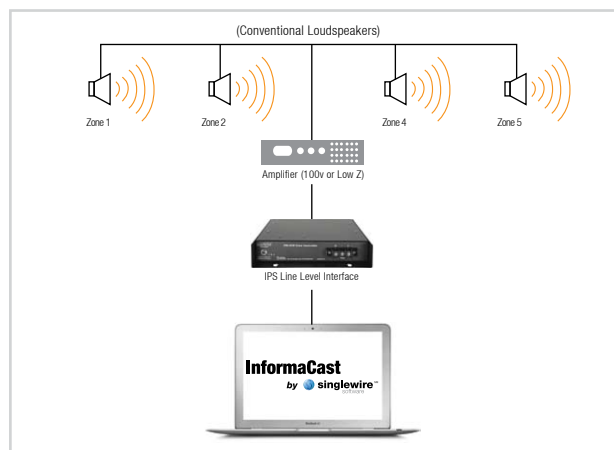 (Conventional Loudspeakers)
Zone 1
Zone 2
Zone 4
Zone 5
Amplifier (100v or Low Z)
IPS Line Level Interface
InformaCast
by singlewire™
software